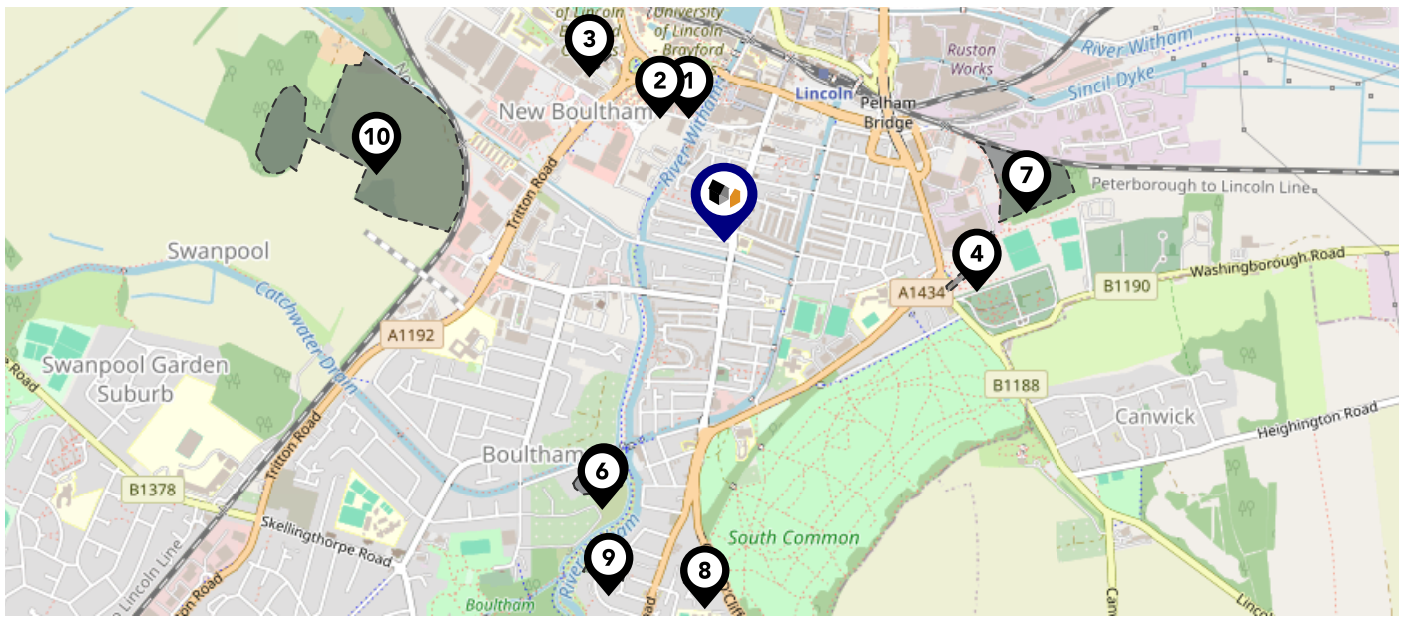 of Lincoln
University
of Lincoln
Brayford
3
2
1
New Boultham
River Witham
Lincoln
Pelham
Bridge
Ruston
Works
River Witham
Sincil Dyke
10
Tritton Road
7
Peterborough to Lincoln Line
Swanpool
4
Washingborough Road
B1190
A1434
Catchwater Drain
A1192
Swanpool Garden
Suburb
Road
B1188
Canwick
Heighington Road
Tritton Road
Boultham
6
B1378
Skellingthorpe Road
South Common
9
8
Lincoln Line
Boultham